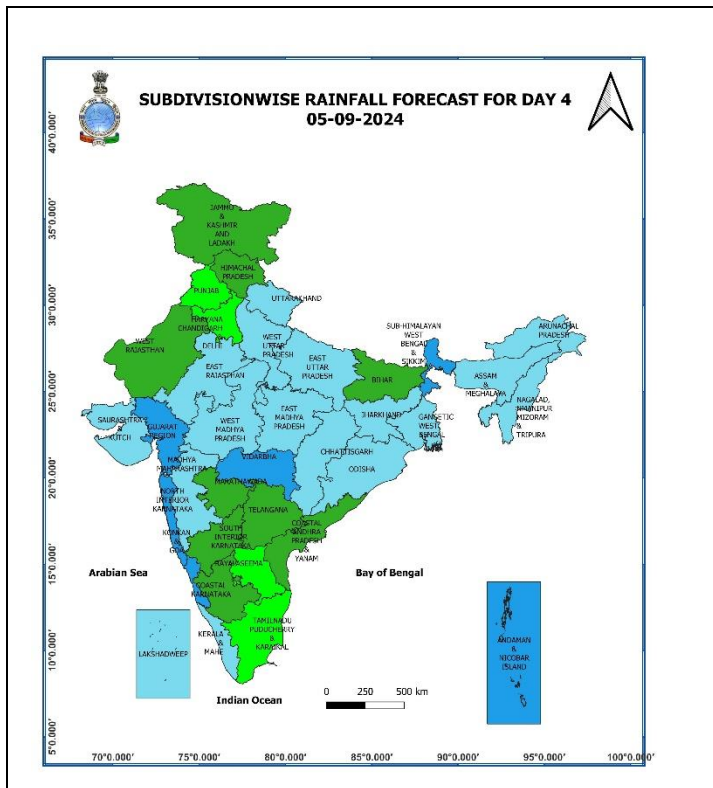 SUBDIVISIONWISE RAINFALL FORECAST FOR DAY 4
05-09-2024
40°0.000'
35°0.000'
30°0.000'
25°0.000'
20°0.000'
15°0.000'
10°0.000'
5°0.000'
JAMMO
&
KASHMIR
AND
LADAKH
HIMACHAL
PRADESH
PUNJAB
UTTARAKHAND
HARYANA
CHANDIGARH
DELHI
WEST
RAJASTHAN
WEST
UTTAR
PRADESH
EAST
UTTAR
PRADESH
EAST
RAJASTHAN
SUB-HIMALAYAN
WEST
BENGAL
&
SIKKIM
ARUNACHAL
PRADESH
ASSAM
&
MEGHALAYA
NAGALAD,
MANIPUR
MIZORAM
&
TRIPURA
BIHAR
JHARKHAND
GANGETIC
WEST
BENGAL
SAURASHTRA
&
KUTCH
GUJARAT
REGION
WEST
MADHYA
PRADESH
EAST
MADHYA
PRADESH
CHHATTISGARH
ODISHA
VIDARBHA
MADHYA
MAHARASHTRA
MARATHAWADA
NORTH
INTERIOR
KARNATAKA
KONKAN
&
GOA
TELANGANA
SOUTH
INTERIOR
KARNATAKA
COASTAL
ANDHRA
PRADESH
&
YANAM
RAYALASEEMA
COASTAL
KARNATAKA
TAMILNADU
PUDUCHERRY
&
KARAIKAL
KERALA
&
MAHE
LAKSHADWEEP
ANDAMAN
&
NICOBAR
ISLAND
Arabian Sea
Bay of Bengal
Indian Ocean
0 250 500 km
70°0.000' 75°0.000' 80°0.000' 85°0.000' 90°0.000' 95°0.000' 100°0.000'